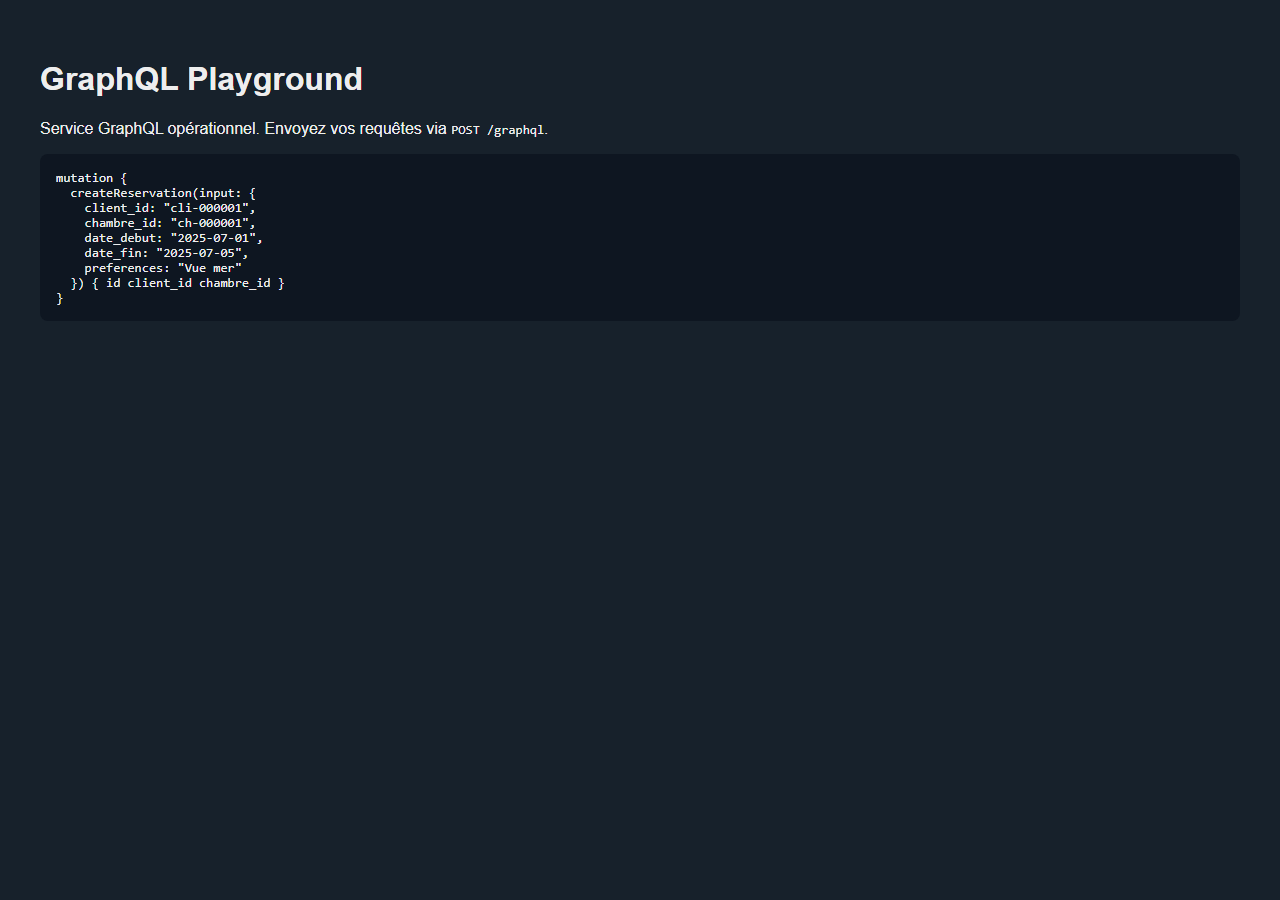 GraphQL Playground
Service GraphQL opérationnel. Envoyez vos requêtes via POST /graphql.
mutation {
  createReservation(input: {
    client_id: "cli-000001",
    chambre_id: "ch-000001",
    date_debut: "2025-07-01",
    date_fin: "2025-07-05",
    preferences: "Vue mer"
  }) { id client_id chambre_id }
}